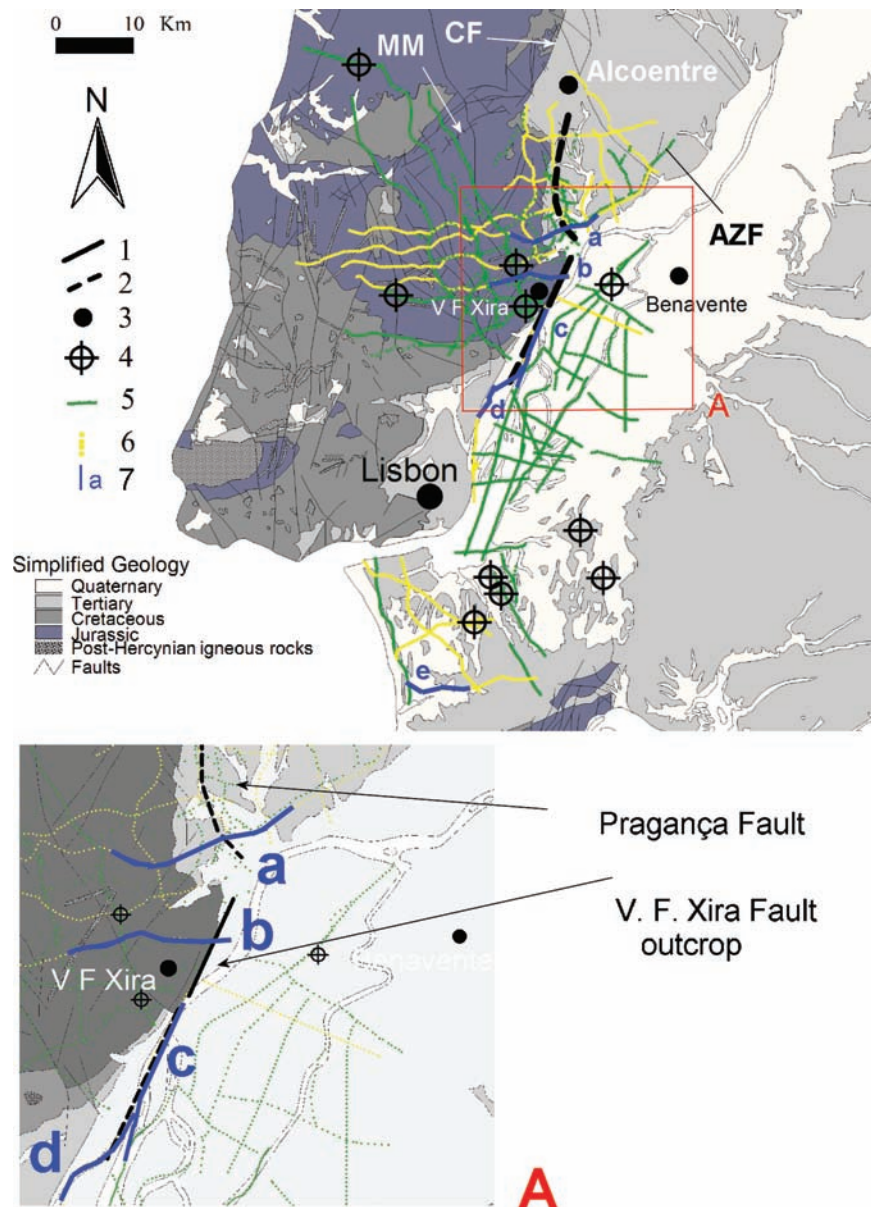 0 10 Km
N
1
2
3
4
5
6
a 7
Simplified Geology
Quaternary
Tertiary
Cretaceous
Jurassic
Post-Hercynian igneous rocks
Faults
CF
MM
Alcoentre
AZF
a
b
V F Xira
Benavente
c
d
A
Lisbon
e
Pragança Fault
a
V. F. Xira Fault
outcrop
b
Benavente
V F Xira
c
d
A